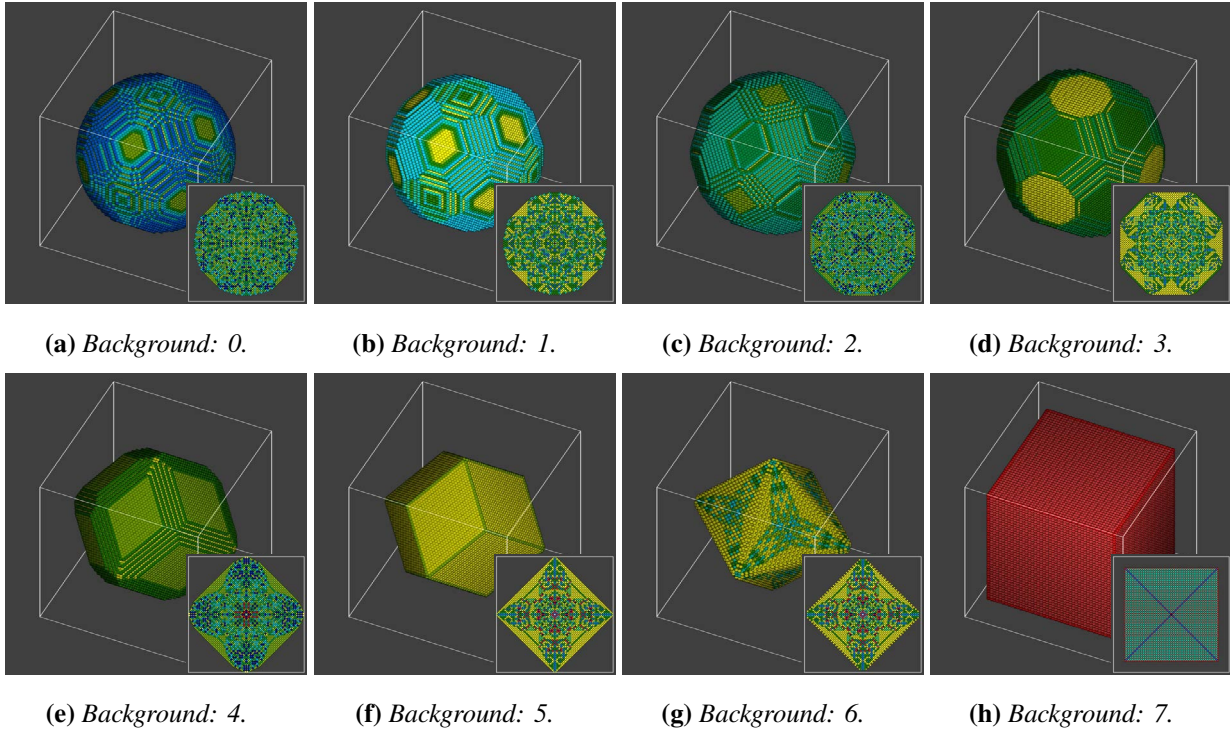 (a) Background: 0.
(b) Background: 1.
(c) Background: 2.
(d) Background: 3.
(e) Background: 4.
(f) Background: 5.
(g) Background: 6.
(h) Background: 7.